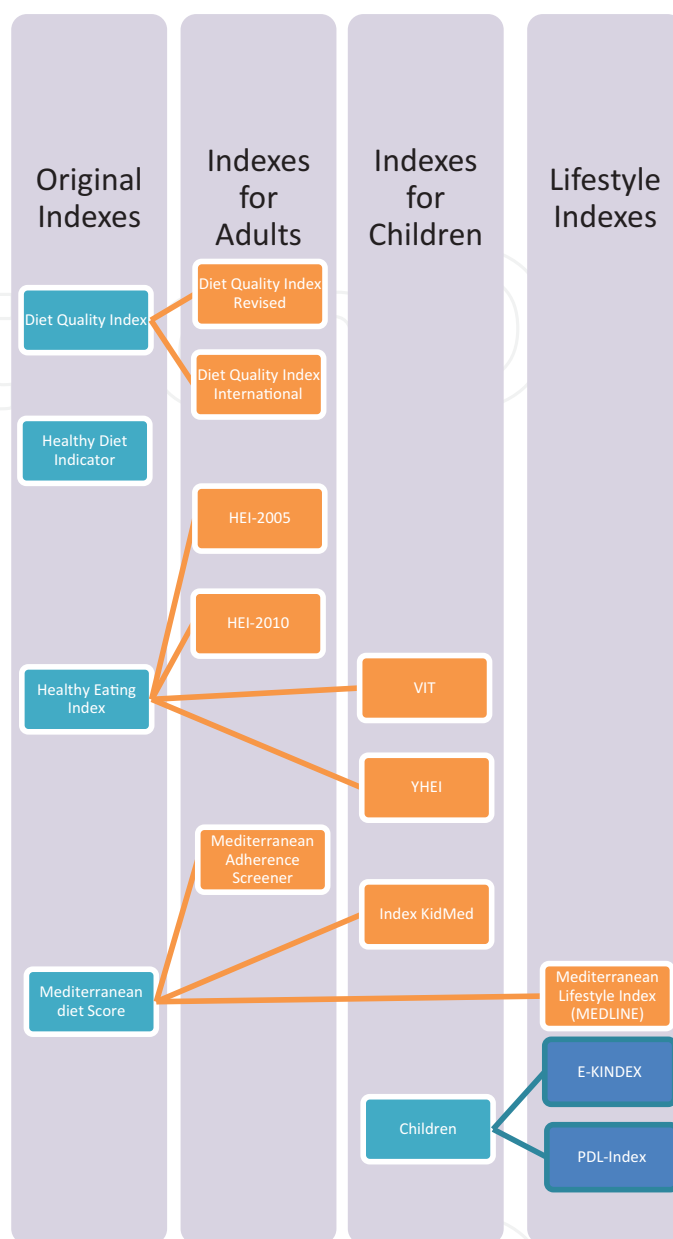 Original
Indexes
Indexes
for
Adults
Indexes
for
Children
Lifestyle
Indexes
Diet Quality Index
Diet Quality Index
Revised
Diet Quality Index
International
Healthy Diet
Indicator
HEI-2005
HEI-2010
Healthy Eating
Index
VIT
YHEI
Mediterranean
Adherence
Screener
Index KidMed
Mediterranean
diet Score
Mediterranean
Lifestyle Index
(MEDLINE)
E-KINDEX
Children
PDL-Index